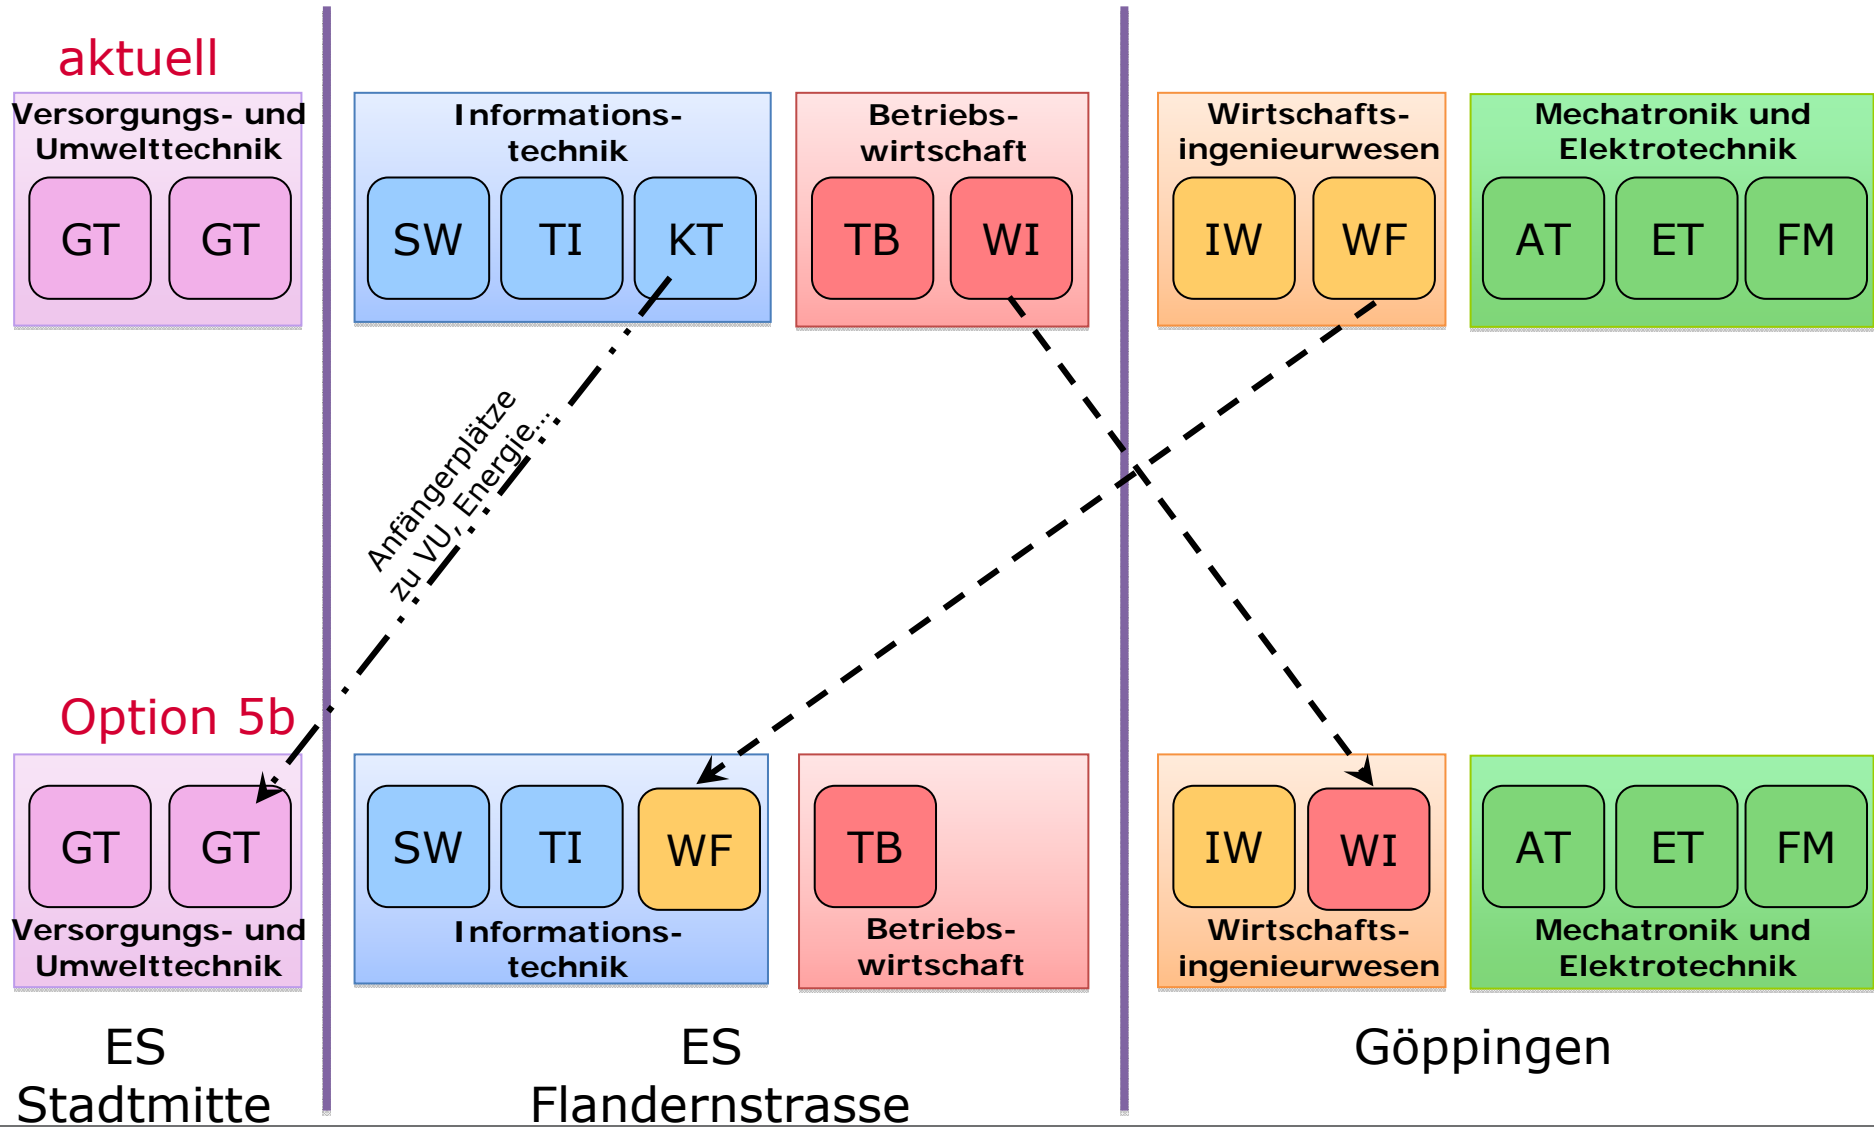 aktuell
Versorgungs- und
Umwelttechnik
GT GT
Informations-
technik
SW TI KT
Betriebs-
wirtschaft
TB WI
Wirtschafts-
ingenieurwesen
IW WF
Mechatronik und
Elektrotechnik
AT ET FM
Anfängerplätze
zu VU, Energie...
Option 5b
GT GT
Versorgungs- und
Umwelttechnik
SW TI WF
Informations-
technik
TB
Betriebs-
wirtschaft
IW WI
Wirtschafts-
ingenieurwesen
AT ET FM
Mechatronik und
Elektrotechnik
ES
Stadtmitte
ES
Flandernstrasse
Göppingen